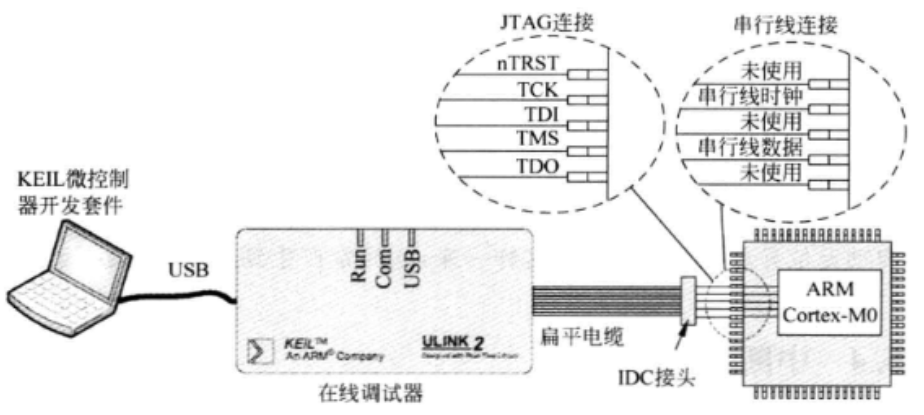 JTAG连接
串行线连接
nTRST
TCK
TDI
TMS
TDO
未使用
串行线时钟
未使用
串行线数据
未使用
KEIL微控制
器开发套件
USB
Run
Com
USB
KEIL™
An ARM® Company
ULINK 2
扁平电缆
IDC接头
ARM
Cortex-M0
在线调试器